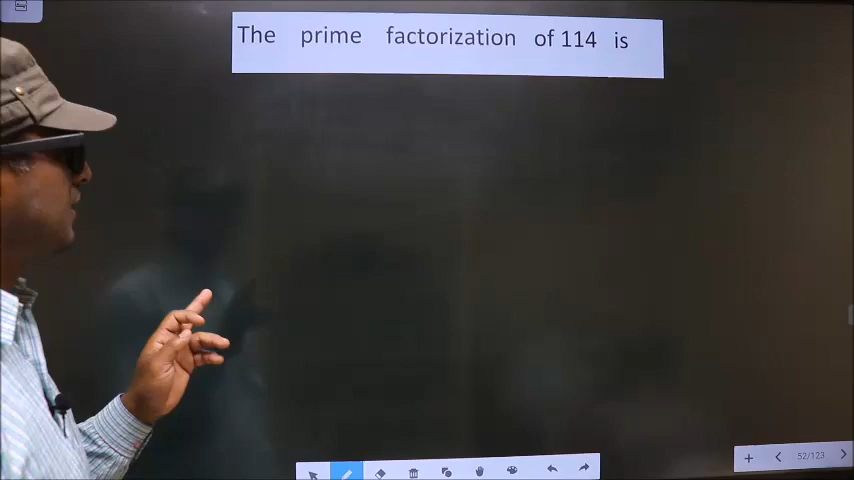 The prime factorization of 114 is
52/123